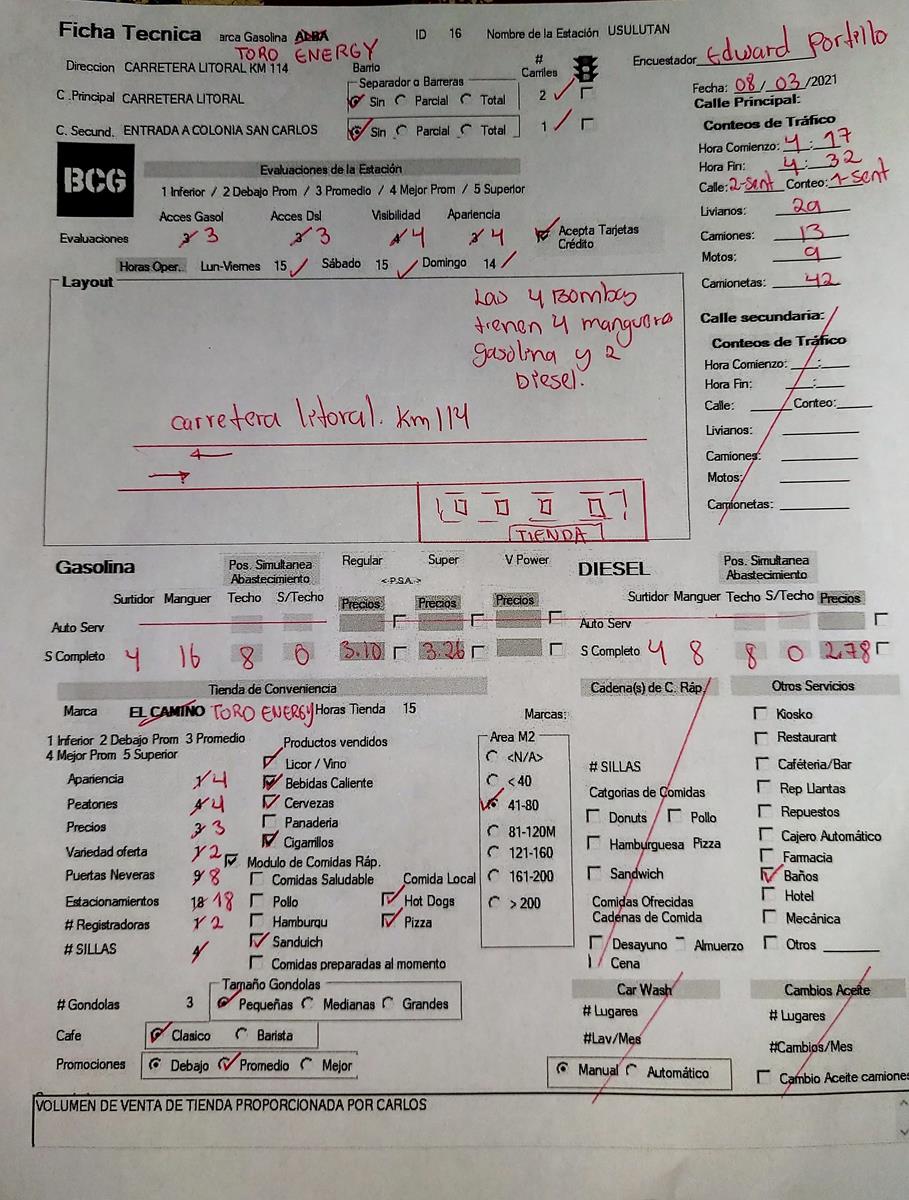 Ficha Tecnica arca Gasolina ALBA ID 16 Nombre de la Estación USULUTAN
TORO ENERGY
Encuestador Edward Portillo
Direccion CARRETERA LITORAL KM 114 Barrio # Carriles
Separador o Barreras
C .Principal CARRETERA LITORAL Sin Parcial Total 2
C. Secund. ENTRADA A COLONIA SAN CARLOS Sin Parcial Total 1
Fecha: 08/ 03/2021
Calle Principal:
Conteos de Tráfico
Hora Comienzo: 4:17
Hora Fin: 4:32
Calle: 2-sent Conteo: 1-sent
Livianos: 29
Camiones: 13
Motos: 9
Camionetas: 42
BCG
Evaluaciones de la Estación
1 Inferior / 2 Debajo Prom / 3 Promedio / 4 Mejor Prom / 5 Superior
Acces Gasol Acces Dsl Visibilidad Apariencia
Evaluaciones 3 3 3 3 4 4 3 4 Acepta Tarjetas Crédito
Horas Oper. Lun-Viernes 15 Sábado 15 Domingo 14
Layout
Las 4 Bombas
tienen 4 manguera
gasolina y 2
Diesel.
carretera litoral. Km 114
TIENDA
Calle secundaria:
Conteos de Tráfico
Hora Comienzo: __:__
Hora Fin: __:__
Calle: ____ Conteo:____
Livianos:
Camiones:
Motos:
Camionetas:
Gasolina Pos. Simultanea Abastecimiento Regular Super V Power
<-P.S.A.->
Surtidor Manguer Techo S/Techo Precios Precios Precios
Auto Serv
S Completo 4 16 8 0 3.10 3.26
DIESEL Pos. Simultanea Abastecimiento
Surtidor Manguer Techo S/Techo Precios
Auto Serv
S Completo 4 8 8 0 2.78
Tienda de Conveniencia
Marca EL CAMINO TORO ENERGY Horas Tienda 15
1 Inferior 2 Debajo Prom 3 Promedio
4 Mejor Prom 5 Superior
Apariencia 1 4
Peatones 4 4
Precios 3 3
Variedad oferta 1 2
Puertas Neveras 9 8
Estacionamientos 18 18
# Registradoras 1 2
# SILLAS 4
Productos vendidos
Licor / Vino
Bebidas Caliente
Cervezas
Panaderia
Cigarrillos
Modulo de Comidas Ráp.
Comidas Saludable Comida Local
Pollo Hot Dogs
Hamburgu Pizza
Sanduich
Comidas preparadas al momento
Marcas:
Area M2
<N/A>
< 40
41-80
81-120M
121-160
161-200
> 200
# Gondolas 3 Tamaño Gondolas
Pequeñas Medianas Grandes
Cafe Clasico Barista
Promociones Debajo Promedio Mejor
Cadena(s) de C. Ráp.
# SILLAS
Catgorias de Comidas
Donuts Pollo
Hamburguesa Pizza
Sandwich
Comidas Ofrecidas
Cadenas de Comida
Desayuno Almuerzo
Cena
Otros Servicios
Kiosko
Restaurant
Caféteria/Bar
Rep Llantas
Repuestos
Cajero Automático
Farmacia
Baños
Hotel
Mecánica
Otros
Car Wash
# Lugares
#Lav/Mes
Manual Automático
Cambios Aceite
# Lugares
#Cambios/Mes
Cambio Aceite camiones
VOLUMEN DE VENTA DE TIENDA PROPORCIONADA POR CARLOS